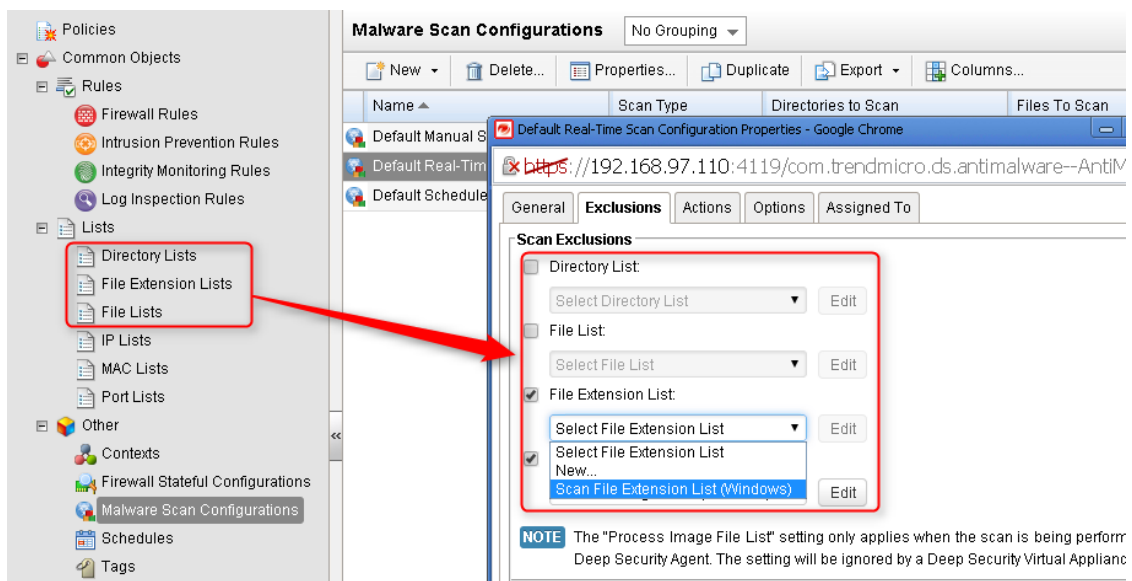 Policies
Common Objects
Rules
Firewall Rules
Intrusion Prevention Rules
Integrity Monitoring Rules
Log Inspection Rules
Lists
Directory Lists
File Extension Lists
File Lists
IP Lists
MAC Lists
Port Lists
Other
Contexts
Firewall Stateful Configurations
Malware Scan Configurations
Schedules
Tags
«
Malware Scan Configurations No Grouping
New Delete... Properties... Duplicate Export Columns...
Name Scan Type Directories to Scan Files To Scan
Default Manual S
Default Real-Tim
Default Schedule
Default Real-Time Scan Configuration Properties - Google Chrome
https://192.168.97.110:4119/com.trendmicro.ds.antimalware--AntiM
General Exclusions Actions Options Assigned To
Scan Exclusions
Directory List:
Select Directory List Edit
File List:
Select File List Edit
File Extension List:
Select File Extension List Edit
Select File Extension List
New...
Scan File Extension List (Windows) Edit
NOTE The "Process Image File List" setting only applies when the scan is being perform
Deep Security Agent. The setting will be ignored by a Deep Security Virtual Applianc